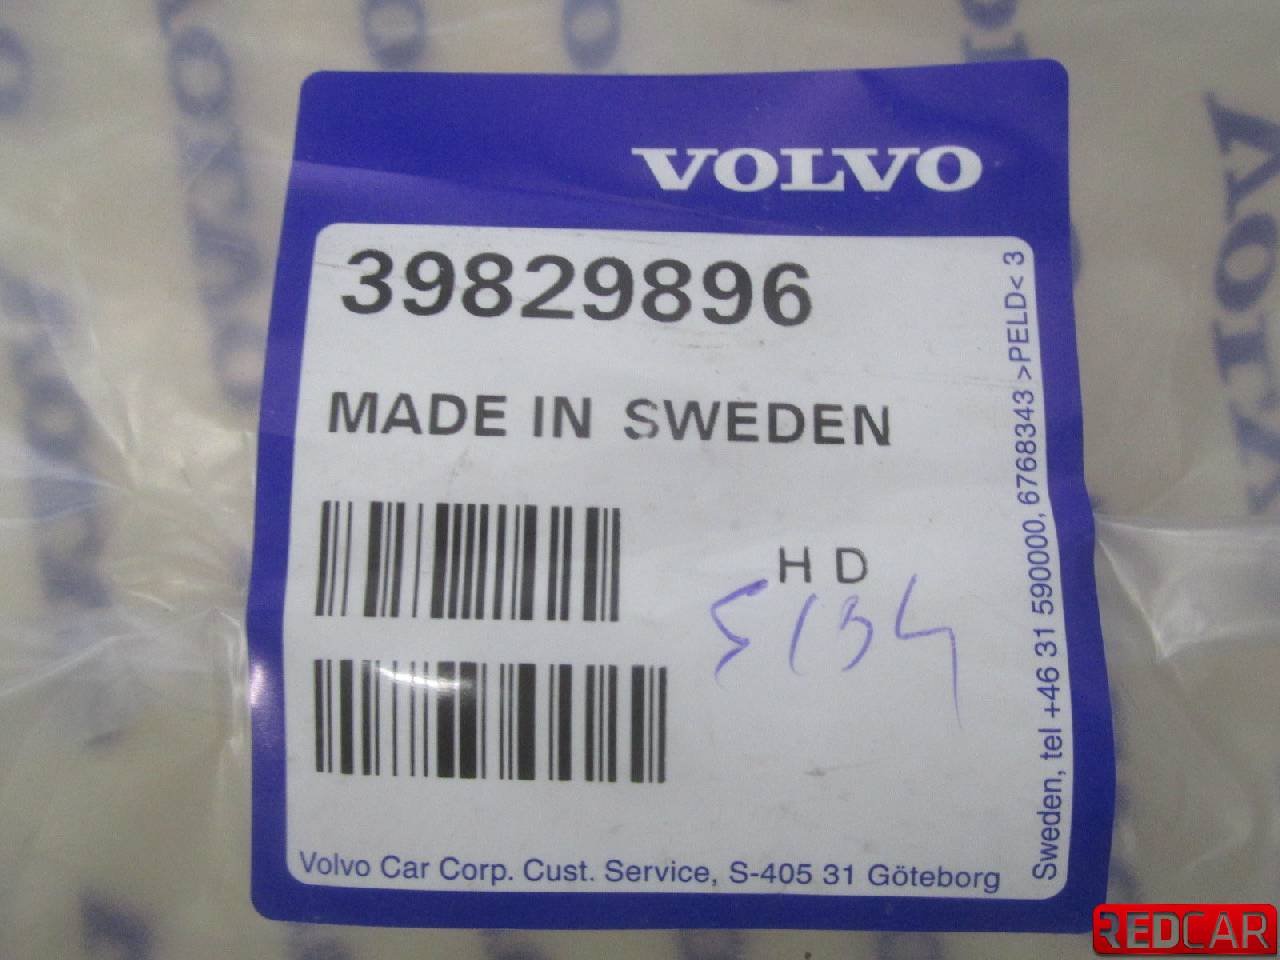 VOLVO
39829896
MADE IN SWEDEN
H D
5134
Volvo Car Corp. Cust. Service, S-405 31 Göteborg
Sweden, tel +46 31 590000, 6768343 >PELD< 3
REDCAR